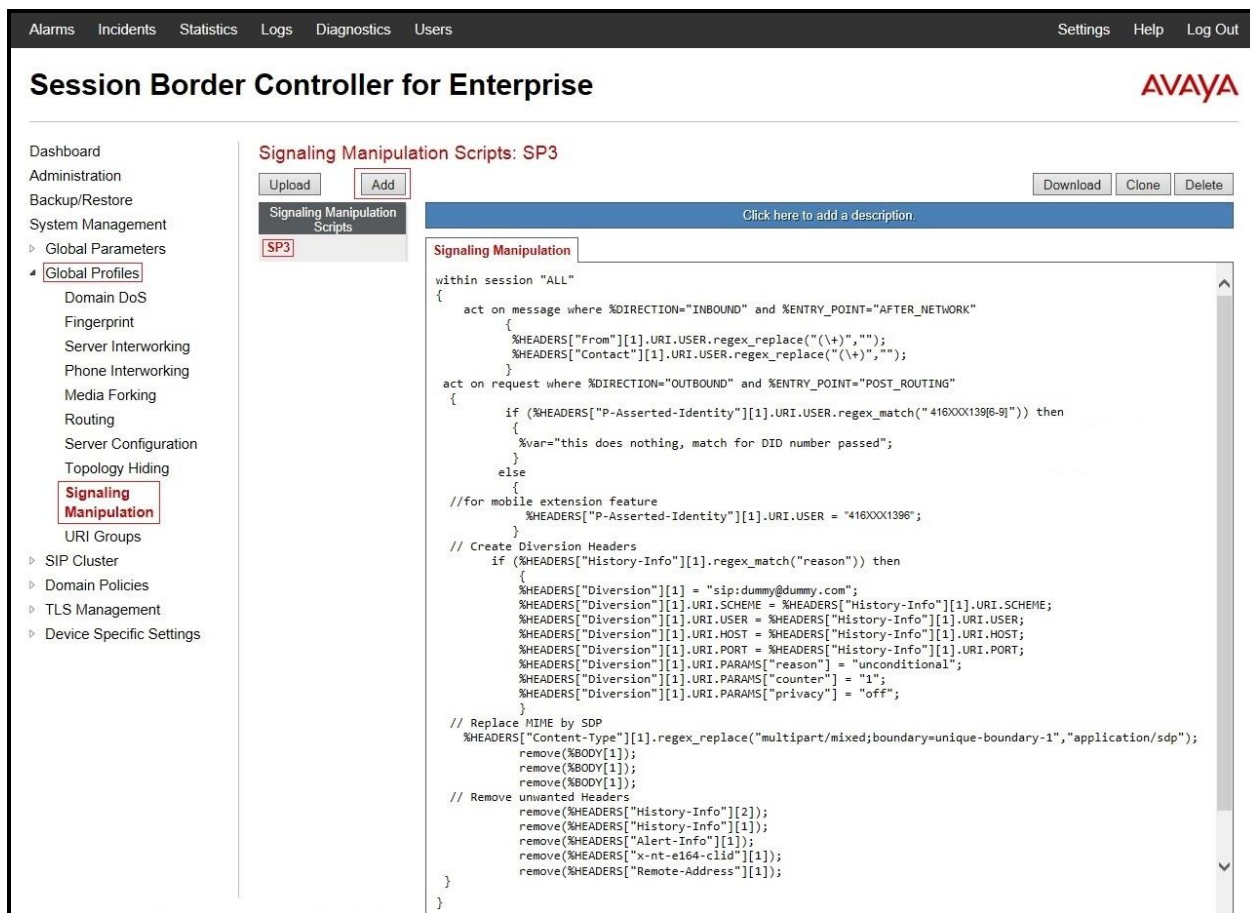 Alarms Incidents Statistics Logs Diagnostics Users Settings Help Log Out
Session Border Controller for Enterprise
AVAYA
Dashboard
Administration
Backup/Restore
System Management
Global Parameters
Global Profiles
Domain DoS
Fingerprint
Server Interworking
Phone Interworking
Media Forking
Routing
Server Configuration
Topology Hiding
Signaling
Manipulation
URI Groups
SIP Cluster
Domain Policies
TLS Management
Device Specific Settings
Signaling Manipulation Scripts: SP3
Upload Add Download Clone Delete
Signaling Manipulation
Scripts
SP3
Click here to add a description.
Signaling Manipulation
within session "ALL"
{
act on message where %DIRECTION="INBOUND" and %ENTRY_POINT="AFTER_NETWORK"
{
%HEADERS["From"][1].URI.USER.regex_replace("(\+)","");
%HEADERS["Contact"][1].URI.USER.regex_replace("(\+)","");
}
act on request where %DIRECTION="OUTBOUND" and %ENTRY_POINT="POST_ROUTING"
{
if (%HEADERS["P-Asserted-Identity"][1].URI.USER.regex_match("416XXX139[6-9]")) then
{
%var="this does nothing, match for DID number passed";
}
else
{
//for mobile extension feature
%HEADERS["P-Asserted-Identity"][1].URI.USER = "416XXX1396";
}
// Create Diversion Headers
if (%HEADERS["History-Info"][1].regex_match("reason")) then
{
%HEADERS["Diversion"][1] = "sip:dummy@dummy.com";
%HEADERS["Diversion"][1].URI.SCHEME = %HEADERS["History-Info"][1].URI.SCHEME;
%HEADERS["Diversion"][1].URI.USER = %HEADERS["History-Info"][1].URI.USER;
%HEADERS["Diversion"][1].URI.HOST = %HEADERS["History-Info"][1].URI.HOST;
%HEADERS["Diversion"][1].URI.PORT = %HEADERS["History-Info"][1].URI.PORT;
%HEADERS["Diversion"][1].URI.PARAMS["reason"] = "unconditional";
%HEADERS["Diversion"][1].URI.PARAMS["counter"] = "1";
%HEADERS["Diversion"][1].URI.PARAMS["privacy"] = "off";
}
// Replace MIME by SDP
%HEADERS["Content-Type"][1].regex_replace("multipart/mixed;boundary=unique-boundary-1","application/sdp");
remove(%BODY[1]);
remove(%BODY[1]);
remove(%BODY[1]);
// Remove unwanted Headers
remove(%HEADERS["History-Info"][2]);
remove(%HEADERS["History-Info"][1]);
remove(%HEADERS["Alert-Info"][1]);
remove(%HEADERS["x-nt-e164-clid"][1]);
remove(%HEADERS["Remote-Address"][1]);
}
}